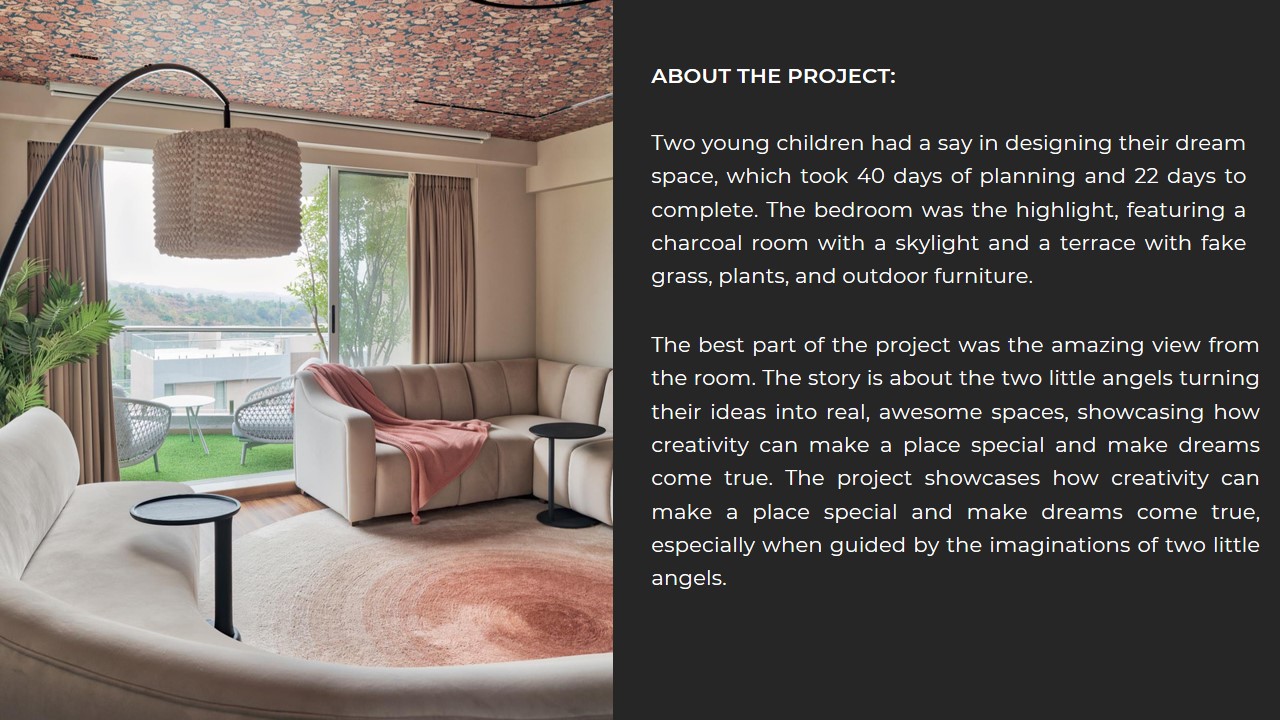 ABOUT THE PROJECT:
Two young children had a say in designing their dream
space, which took 40 days of planning and 22 days to
complete. The bedroom was the highlight, featuring a
charcoal room with a skylight and a terrace with fake
grass, plants, and outdoor furniture.
The best part of the project was the amazing view from
the room. The story is about the two little angels turning
their ideas into real, awesome spaces, showcasing how
creativity can make a place special and make dreams
come true. The project showcases how creativity can
make a place special and make dreams come true,
especially when guided by the imaginations of two little
angels.